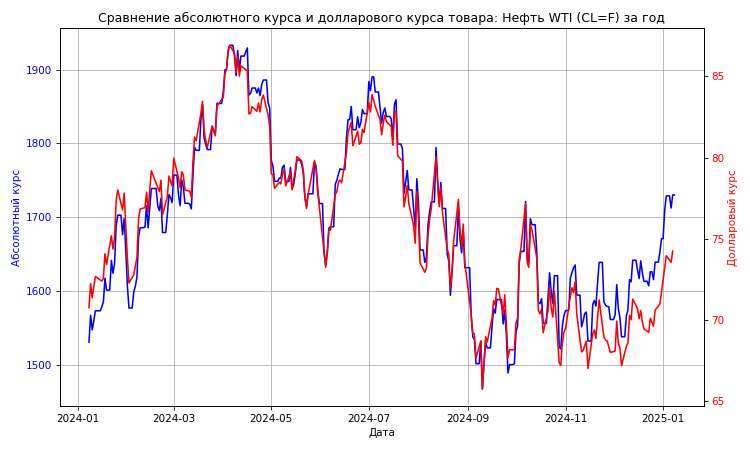 Сравнение абсолютного курса и долларового курса товара: Нефть WTI (CL=F) за год
Абсолютный курс
1900
1800
1700
1600
1500
85
80
75
70
65
Долларовый курс
2024-01 2024-03 2024-05 2024-07 2024-09 2024-11 2025-01
Дата